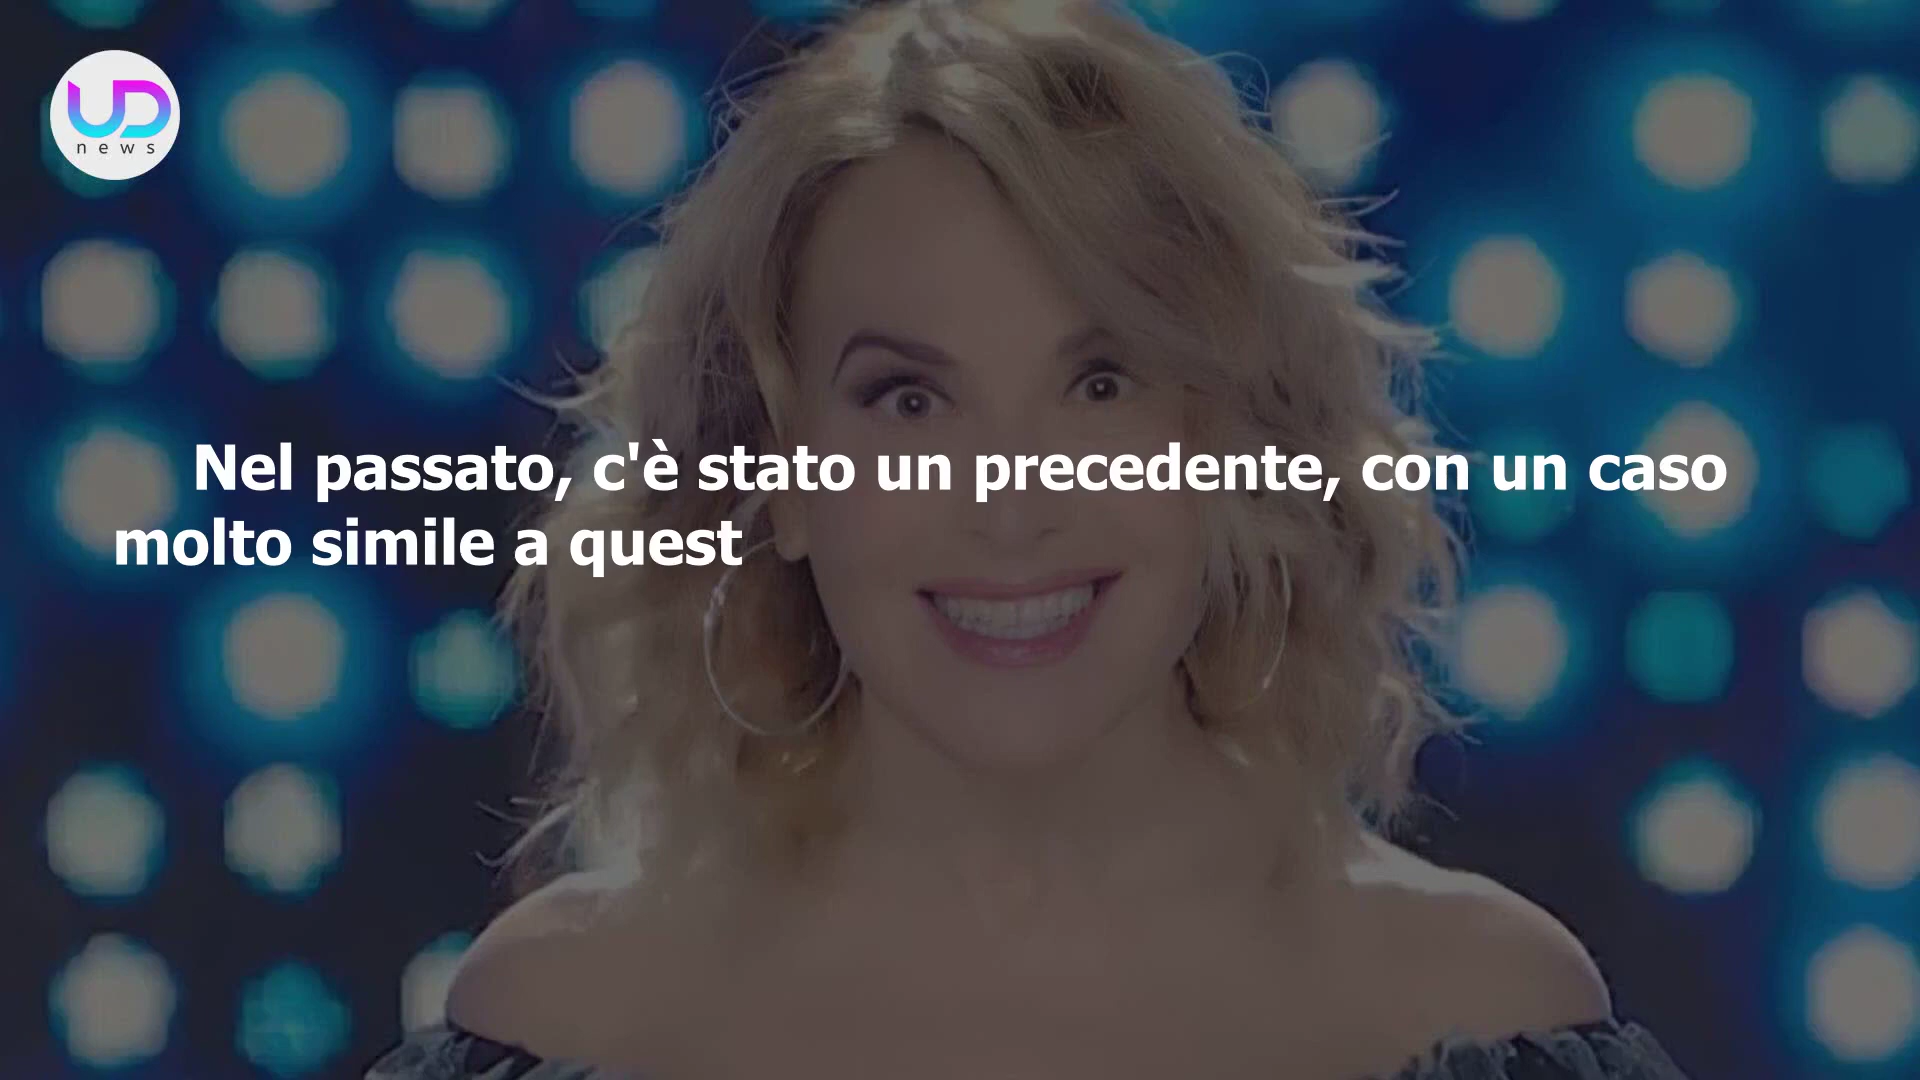 UD
news
Nel passato, c'è stato un precedente, con un caso
molto simile a quest